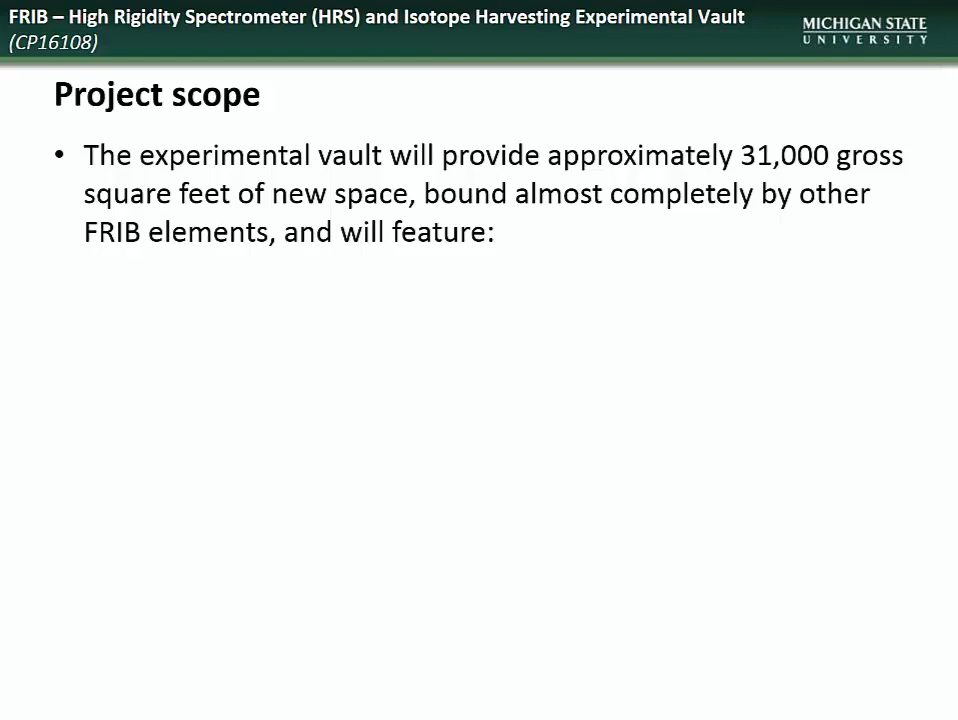 FRIB – High Rigidity Spectrometer (HRS) and Isotope Harvesting Experimental Vault
(CP16108)
MICHIGAN STATE
UNIVERSITY
Project scope
• The experimental vault will provide approximately 31,000 gross
square feet of new space, bound almost completely by other
FRIB elements, and will feature: